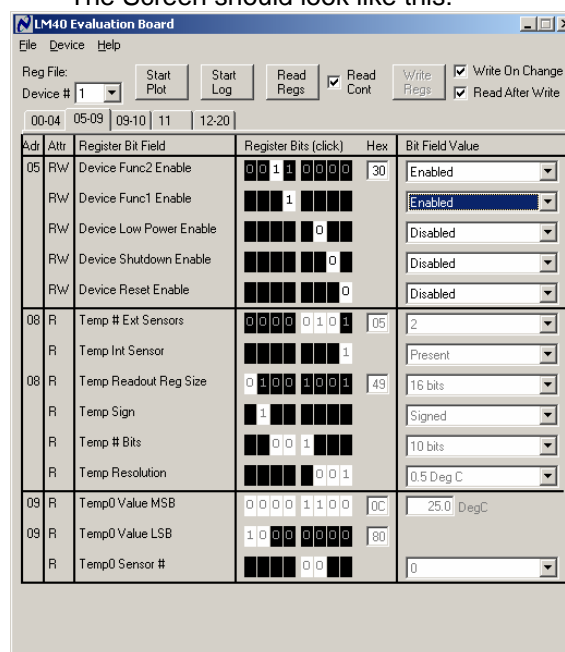 The Screen should look like this:
LM40 Evaluation Board
File Device Help
Reg File:
Device # 1
Start Plot
Start Log
Read Regs
Read Cont
Write Regs
Write On Change
Read After Write
00-04 05-09 09-10 11 12-20
Adr Attr Register Bit Field Register Bits (click) Hex Bit Field Value
05 RW Device Func2 Enable 0 0 1 1 0 0 0 0 30 Enabled
RW Device Func1 Enable 1 Enabled
RW Device Low Power Enable 0 Disabled
RW Device Shutdown Enable 0 Disabled
RW Device Reset Enable 0 Disabled
08 R Temp # Ext Sensors 0 0 0 0 0 1 0 1 05 2
R Temp Int Sensor 1 Present
08 R Temp Readout Reg Size 0 1 0 0 1 0 0 1 49 16 bits
R Temp Sign 1 Signed
R Temp # Bits 0 0 1 10 bits
R Temp Resolution 0 0 1 0.5 Deg C
09 R Temp0 Value MSB 0 0 0 0 1 1 0 0 0C 25.0 DegC
09 R Temp0 Value LSB 1 0 0 0 0 0 0 0 80
R Temp0 Sensor # 0 0 0